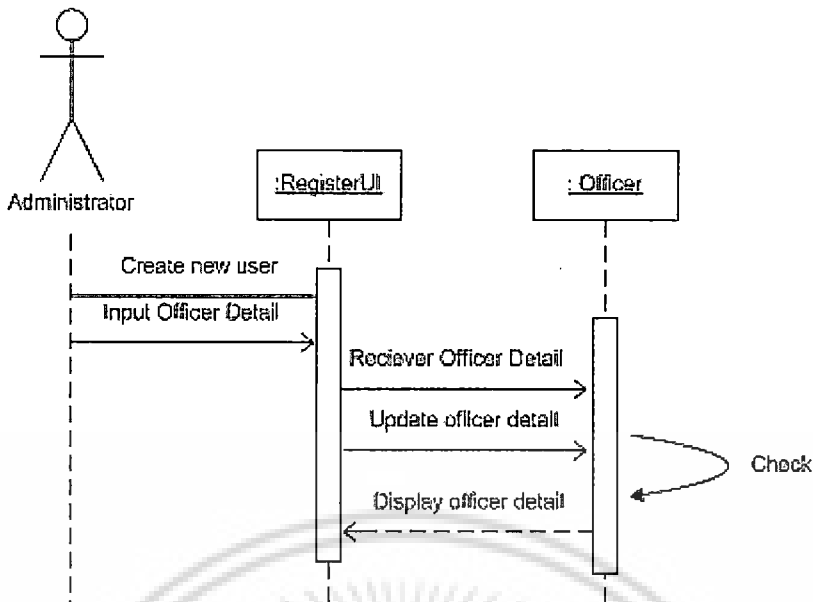 Administrator
:RegisterUI
: Officer
Create new user
Input Officer Detail
Reciever Officer Detail
Update officer detail
Check
Display officer detail